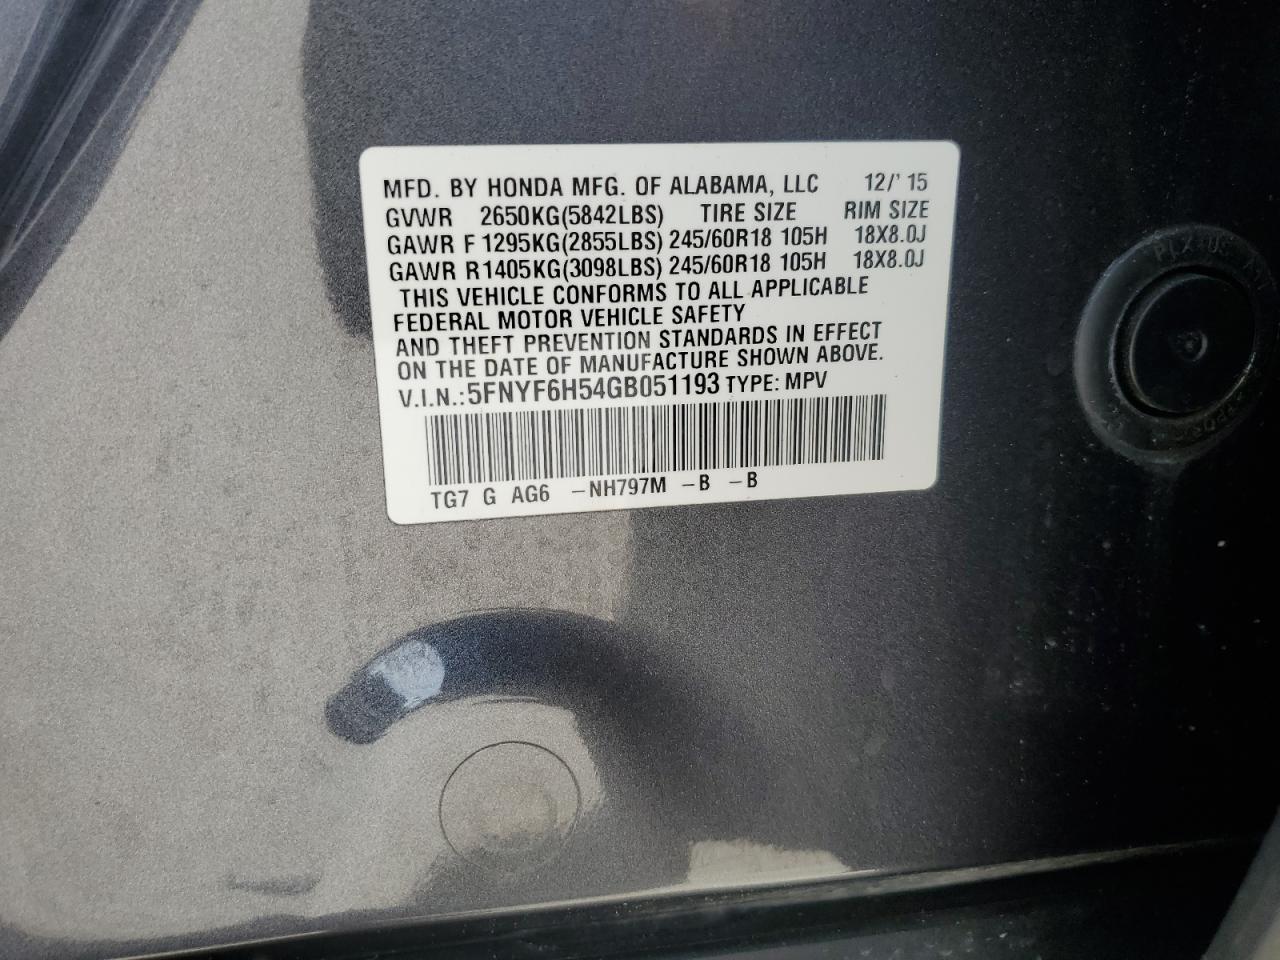 MFD. BY HONDA MFG. OF ALABAMA, LLC 12/'15
GVWR 2650KG(5842LBS) TIRE SIZE RIM SIZE
GAWR F 1295KG(2855LBS) 245/60R18 105H 18X8.0J
GAWR R 1405KG(3098LBS) 245/60R18 105H 18X8.0J
THIS VEHICLE CONFORMS TO ALL APPLICABLE
FEDERAL MOTOR VEHICLE SAFETY
AND THEFT PREVENTION STANDARDS IN EFFECT
ON THE DATE OF MANUFACTURE SHOWN ABOVE.
V.I.N.: 5FNYF6H54GB051193 TYPE: MPV
TG7 G AG6 -NH797M -B -B